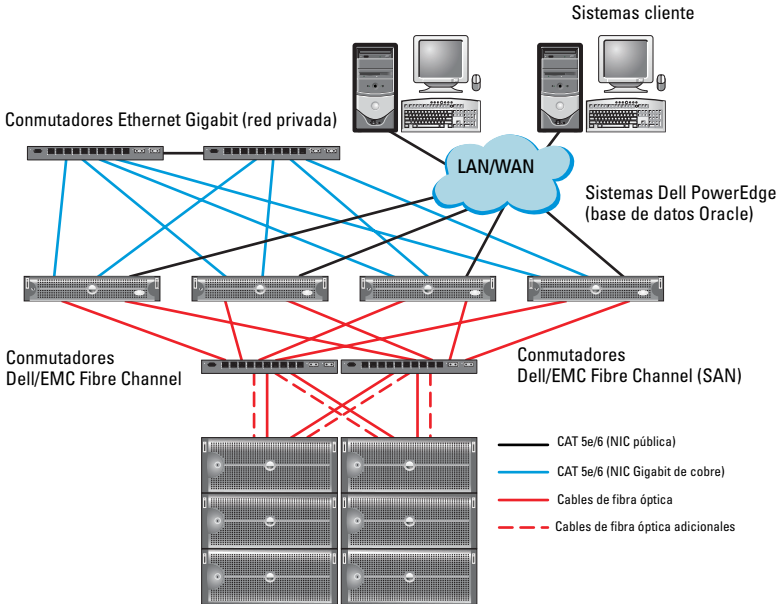 Sistemas cliente
Conmutadores Ethernet Gigabit (red privada)
LAN/WAN
Sistemas Dell PowerEdge
(base de datos Oracle)
Conmutadores
Dell/EMC Fibre Channel
Conmutadores
Dell/EMC Fibre Channel (SAN)
CAT 5e/6 (NIC pública)
CAT 5e/6 (NIC Gigabit de cobre)
Cables de fibra óptica
Cables de fibra óptica adicionales